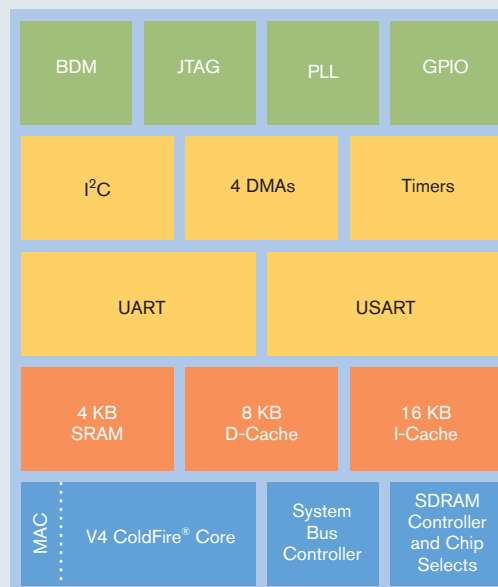 BDM
JTAG
PLL
GPIO
I²C
4 DMAs
Timers
UART
USART
4 KB
SRAM
8 KB
D-Cache
16 KB
I-Cache
MAC
V4 ColdFire® Core
System
Bus
Controller
SDRAM
Controller
and Chip
Selects